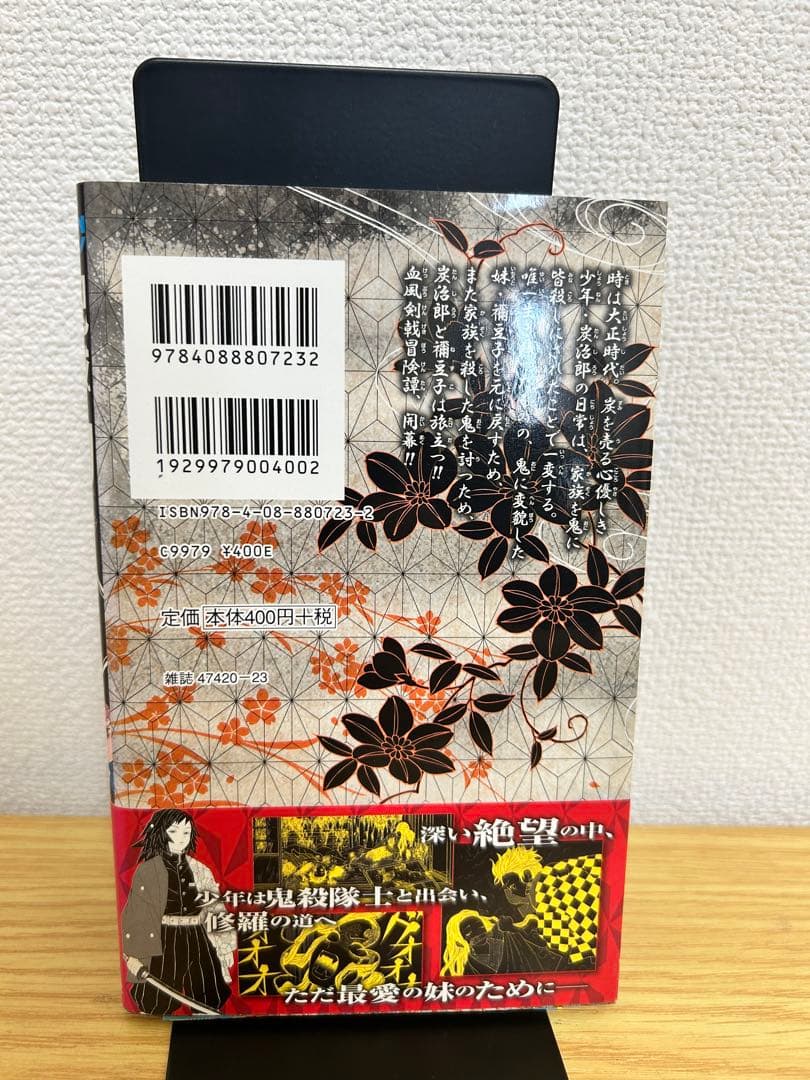 時は大正時代。炭を売る心優しき
少年・炭治郎の日常は、家族を鬼に
皆殺しにされたことで一変する。
唯一 の、鬼に変貌した
妹・禰豆子を元に戻すため、
また家族を殺した鬼を討つため、
炭治郎と禰豆子は旅立つ!!
血風剣戟冒険譚、開幕!!
9784088807232
1929979004002
ISBN978-4-08-880723-2
C9979 ¥400E
定価 本体400円+税
雑誌 47420-23
深い絶望の中、
少年は鬼殺隊士と出会い、
修羅の道へ
グオオオ
ただ最愛の妹のために──